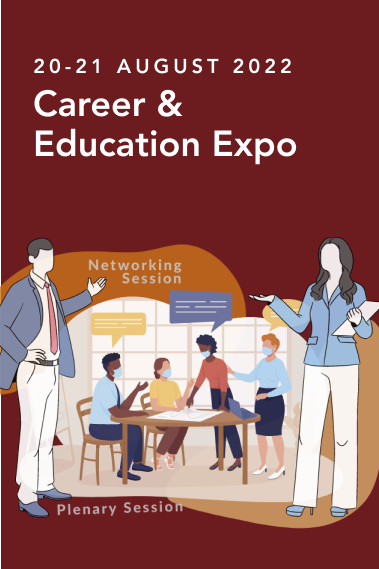 20-21 AUGUST 2022
Career &
Education Expo
Networking
Session
Plenary Session